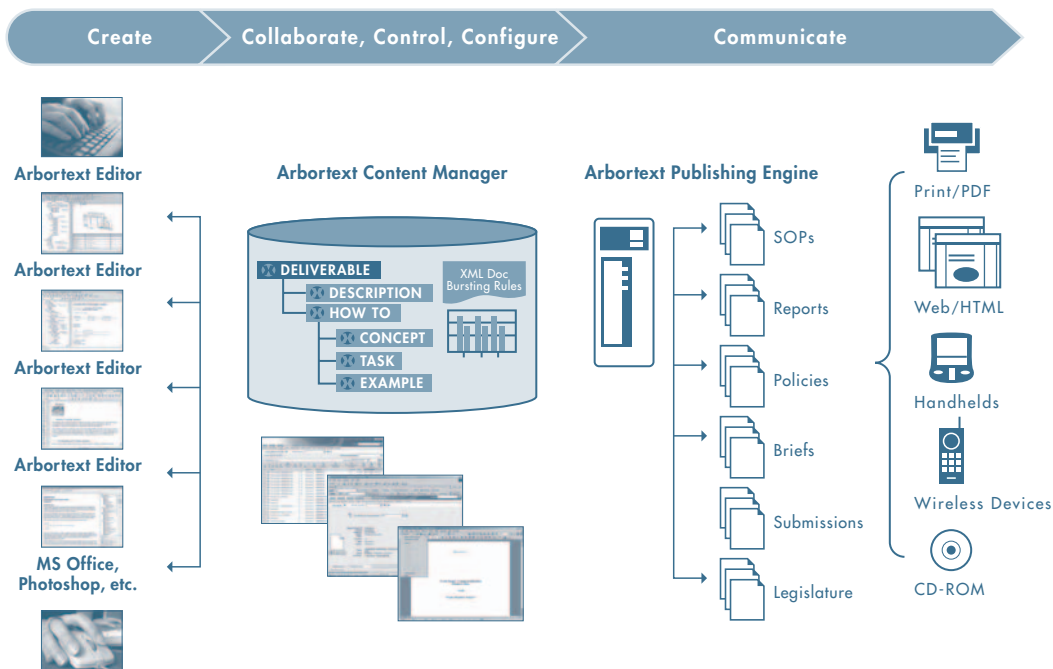 Create
Collaborate, Control, Configure
Communicate
Arbortext Editor
Arbortext Editor
Arbortext Editor
Arbortext Editor
MS Office,
Photoshop, etc.
Arbortext Content Manager
DELIVERABLE
DESCRIPTION
HOW TO
CONCEPT
TASK
EXAMPLE
XML Doc
Bursting Rules
Arbortext Publishing Engine
SOPs
Reports
Policies
Briefs
Submissions
Legislature
Print/PDF
Web/HTML
Handhelds
Wireless Devices
CD-ROM